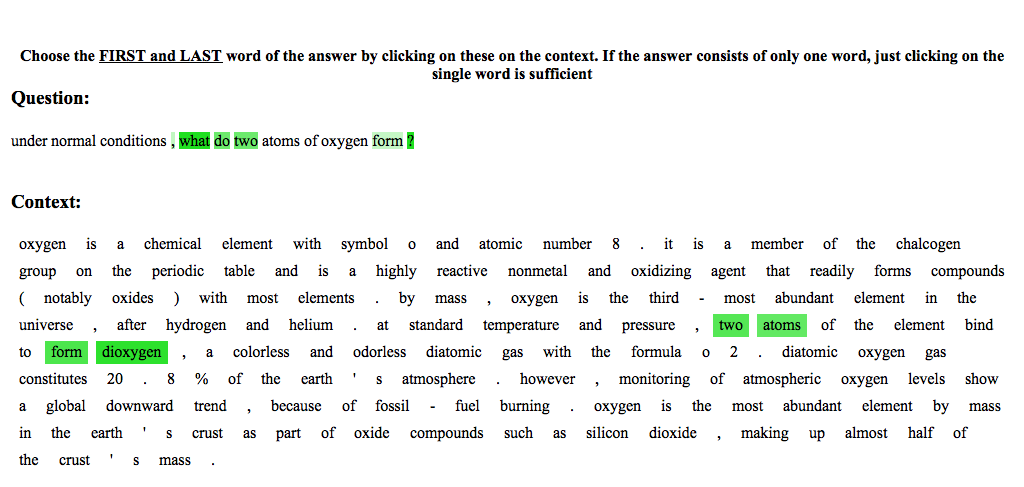 Choose the FIRST and LAST word of the answer by clicking on these on the context. If the answer consists of only one word, just clicking on the
single word is sufficient
Question:
under normal conditions , what do two atoms of oxygen form ?
Context:
oxygen is a chemical element with symbol o and atomic number 8 . it is a member of the chalcogen
group on the periodic table and is a highly reactive nonmetal and oxidizing agent that readily forms compounds
( notably oxides ) with most elements . by mass , oxygen is the third - most abundant element in the
universe , after hydrogen and helium . at standard temperature and pressure , two atoms of the element bind
to form dioxygen , a colorless and odorless diatomic gas with the formula o 2 . diatomic oxygen gas
constitutes 20 . 8 % of the earth ' s atmosphere . however , monitoring of atmospheric oxygen levels show
a global downward trend , because of fossil - fuel burning . oxygen is the most abundant element by mass
in the earth ' s crust as part of oxide compounds such as silicon dioxide , making up almost half of
the crust ' s mass .